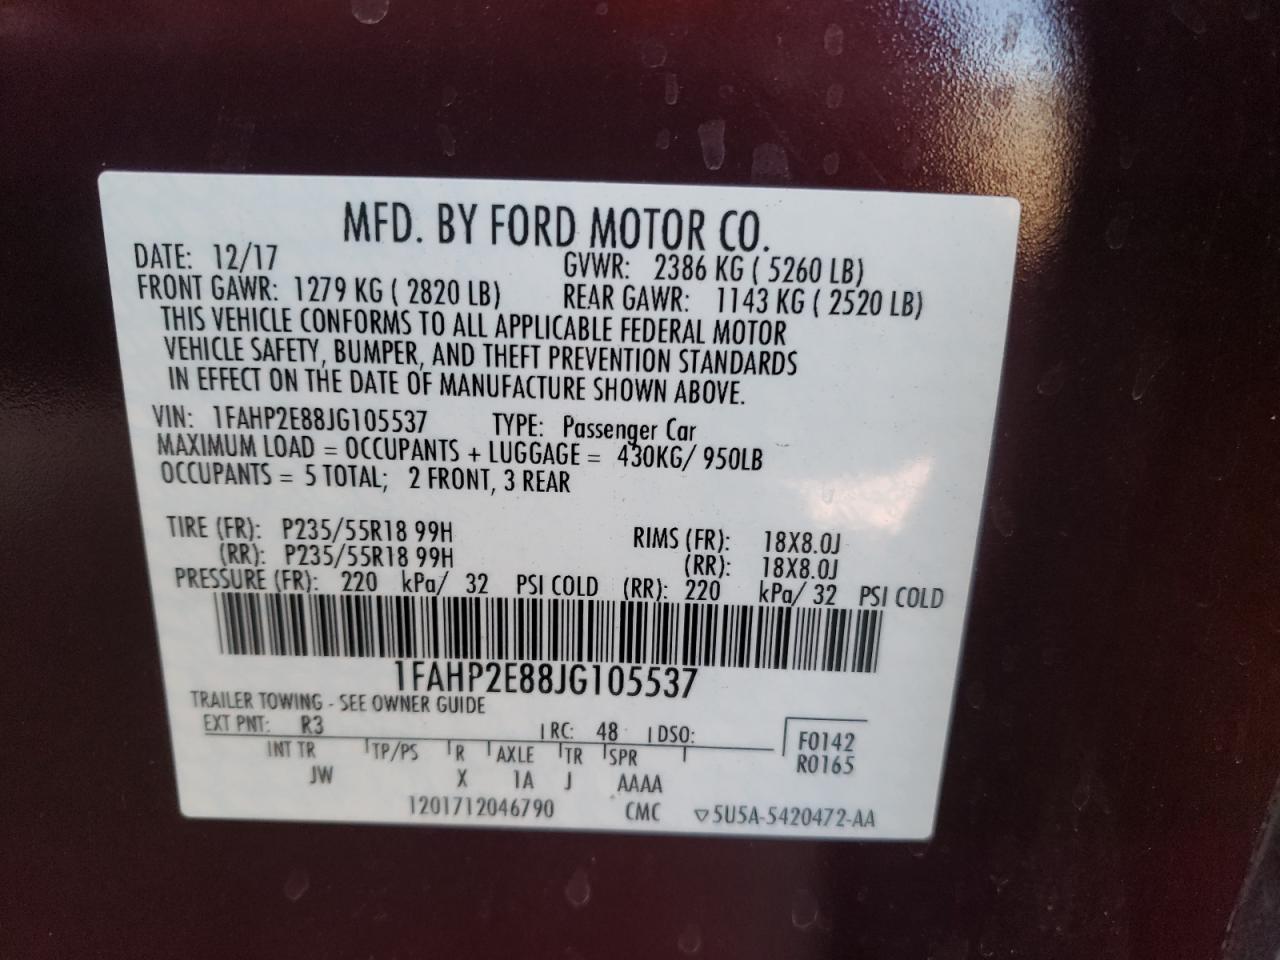 MFD. BY FORD MOTOR CO.
DATE: 12/17 GVWR: 2386 KG ( 5260 LB)
FRONT GAWR: 1279 KG ( 2820 LB) REAR GAWR: 1143 KG ( 2520 LB)
THIS VEHICLE CONFORMS TO ALL APPLICABLE FEDERAL MOTOR
VEHICLE SAFETY, BUMPER, AND THEFT PREVENTION STANDARDS
IN EFFECT ON THE DATE OF MANUFACTURE SHOWN ABOVE.
VIN: 1FAHP2E88JG105537 TYPE: Passenger Car
MAXIMUM LOAD = OCCUPANTS + LUGGAGE = 430KG/ 950LB
OCCUPANTS = 5 TOTAL; 2 FRONT, 3 REAR
TIRE (FR): P235/55R18 99H RIMS (FR): 18X8.0J
(RR): P235/55R18 99H (RR): 18X8.0J
PRESSURE (FR): 220 kPa/ 32 PSI COLD (RR): 220 kPa/ 32 PSI COLD
1FAHP2E88JG105537
TRAILER TOWING - SEE OWNER GUIDE
EXT PNT: R3 RC: 48 DSO: F0142
INT TR TP/PS R AXLE TR SPR R0165
JW X 1A J AAAA
1201712046790 CMC ▽5U5A-5420472-AA